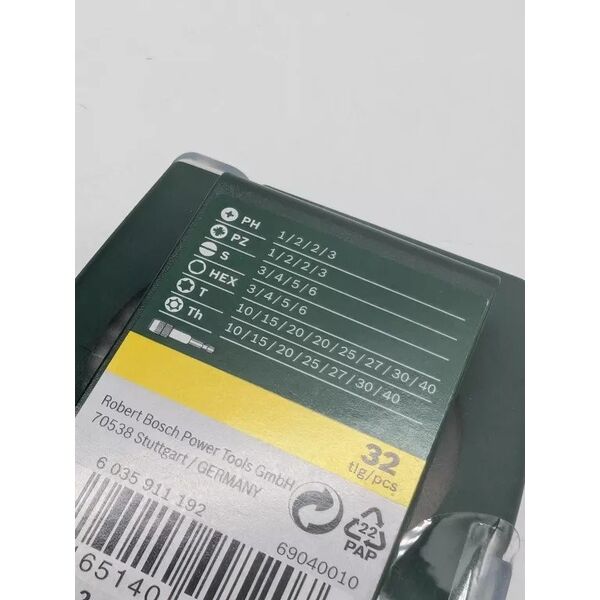 PH 1/2/2/3
PZ 1/2/2/3
S 3/4/5/6
HEX 3/4/5/6
T 10/15/20/20/25/27/30/40
Th 10/15/20/25/27/30/40
32
tlg/pcs
Robert Bosch Power Tools GmbH
70538 Stuttgart / GERMANY
6 035 911 192
69040010
22
PAP
65140